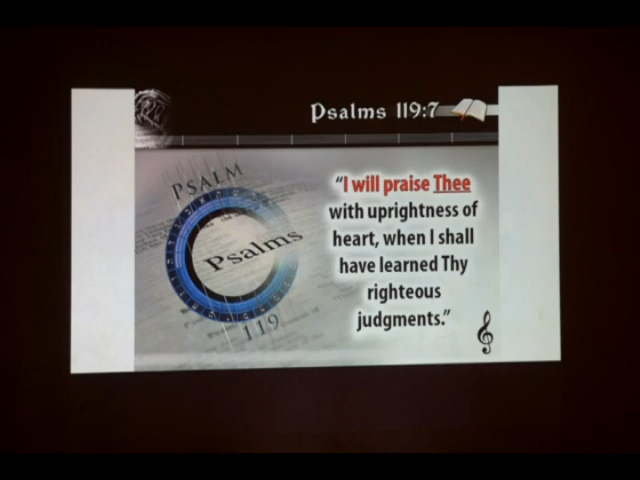 Psalms 119:7
PSALM
Psalms
119
"I will praise Thee
with uprightness of
heart, when I shall
have learned Thy
righteous
judgments."